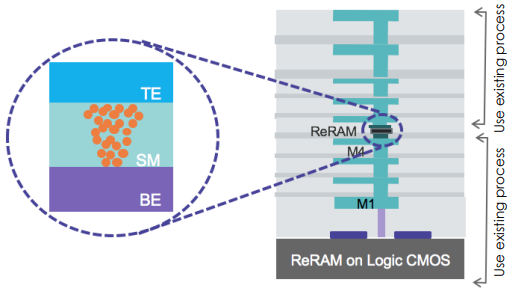 TE
SM
BE
ReRAM
M4
M1
ReRAM on Logic CMOS
Use existing process
Use existing process